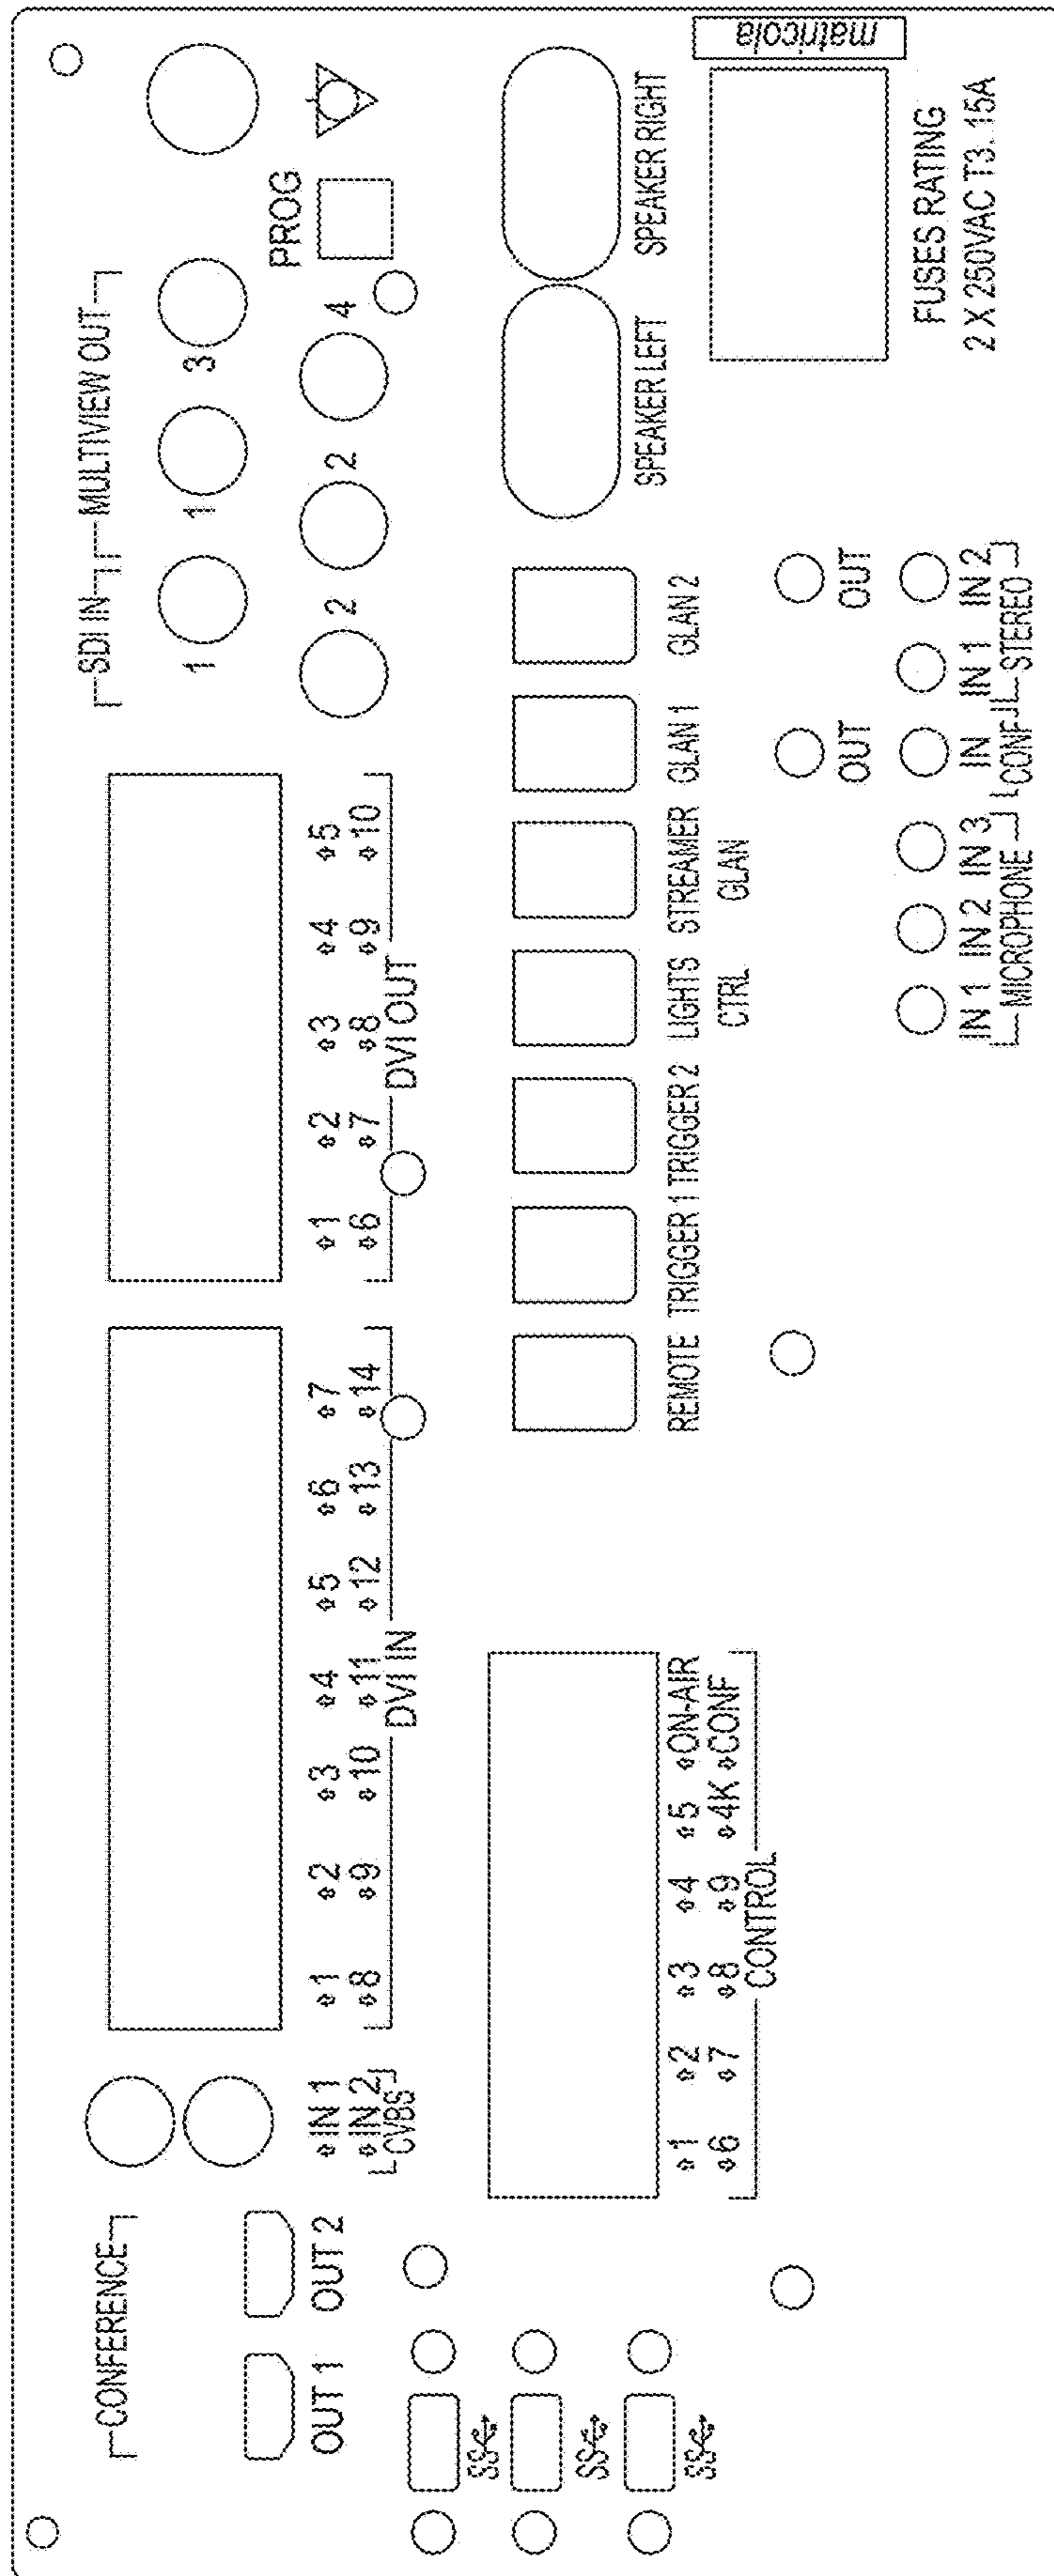 CONFERENCE
OUT 1 OUT 2
IN 1
IN 2
CVBS
1 2 3 4 5 6 7
8 9 10 11 12 13 14
DVI IN
1 2 3 4 5
6 7 8 9 10
DVI OUT
SDI IN MULTIVIEW OUT
1 1 3
2 2 4
PROG
SS
SS
SS
1 2 3 4 5 ON-AIR
6 7 8 9 4K CONF
CONTROL
REMOTE TRIGGER 1 TRIGGER 2 LIGHTS STREAMER GLAN 1 GLAN 2
CTRL GLAN
SPEAKER LEFT SPEAKER RIGHT
OUT OUT
IN 1 IN 2 IN 3 IN IN 1 IN 2
MICROPHONE CONF STEREO
matricola
FUSES RATING
2 X 250VAC T3.15A